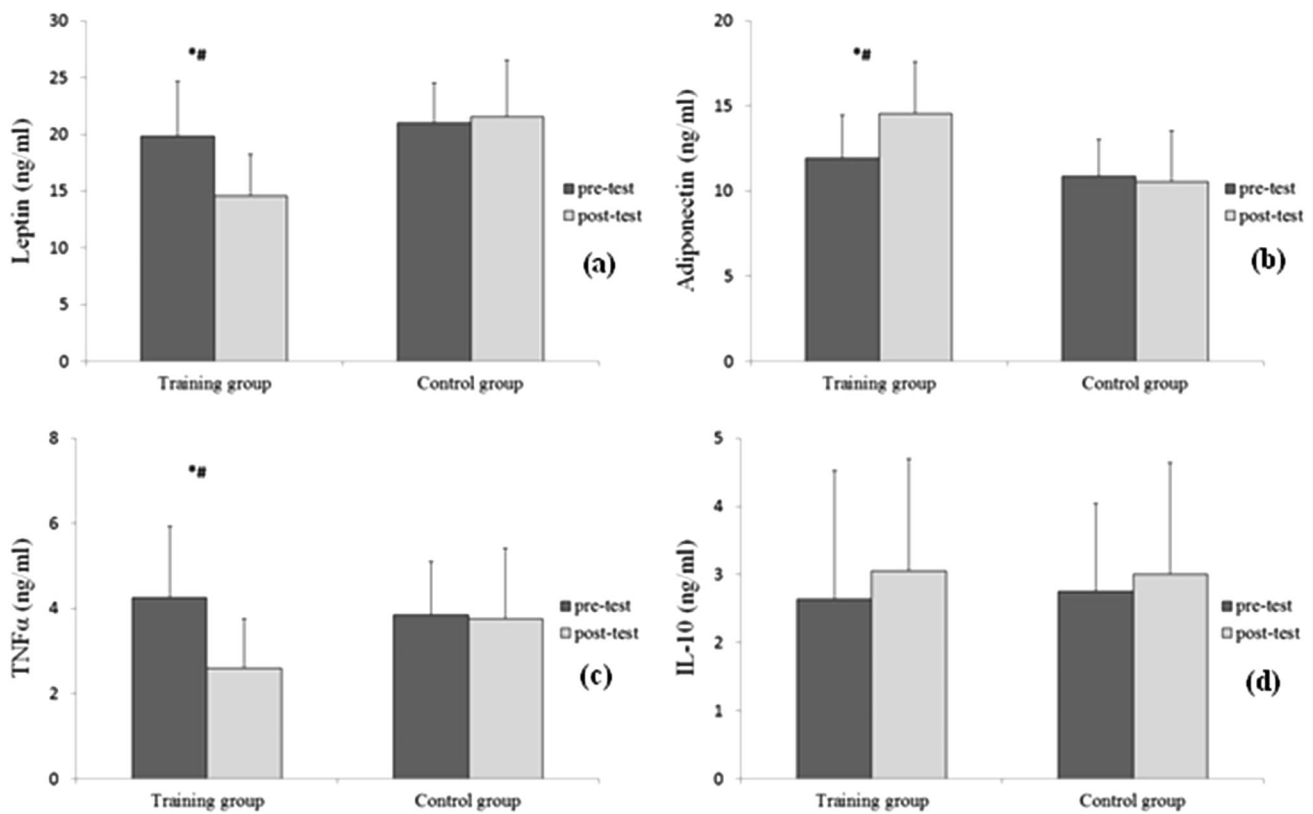 Leptin (ng/ml)
30
25
20
15
10
5
0
*#
Training group
Control group
pre-test
post-test
(a)
Adiponectin (ng/ml)
20
15
10
5
0
*#
Training group
Control group
pre-test
post-test
(b)
TNFα (ng/ml)
8
6
4
2
0
*#
Training group
Control group
pre-test
post-test
(c)
IL-10 (ng/ml)
5
4
3
2
1
0
Training group
Control group
pre-test
post-test
(d)